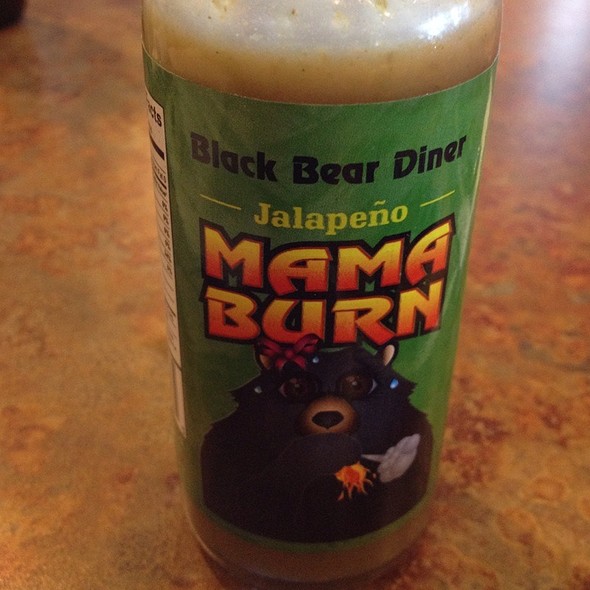 Black Bear Diner
Jalapeño
MAMA
BURN